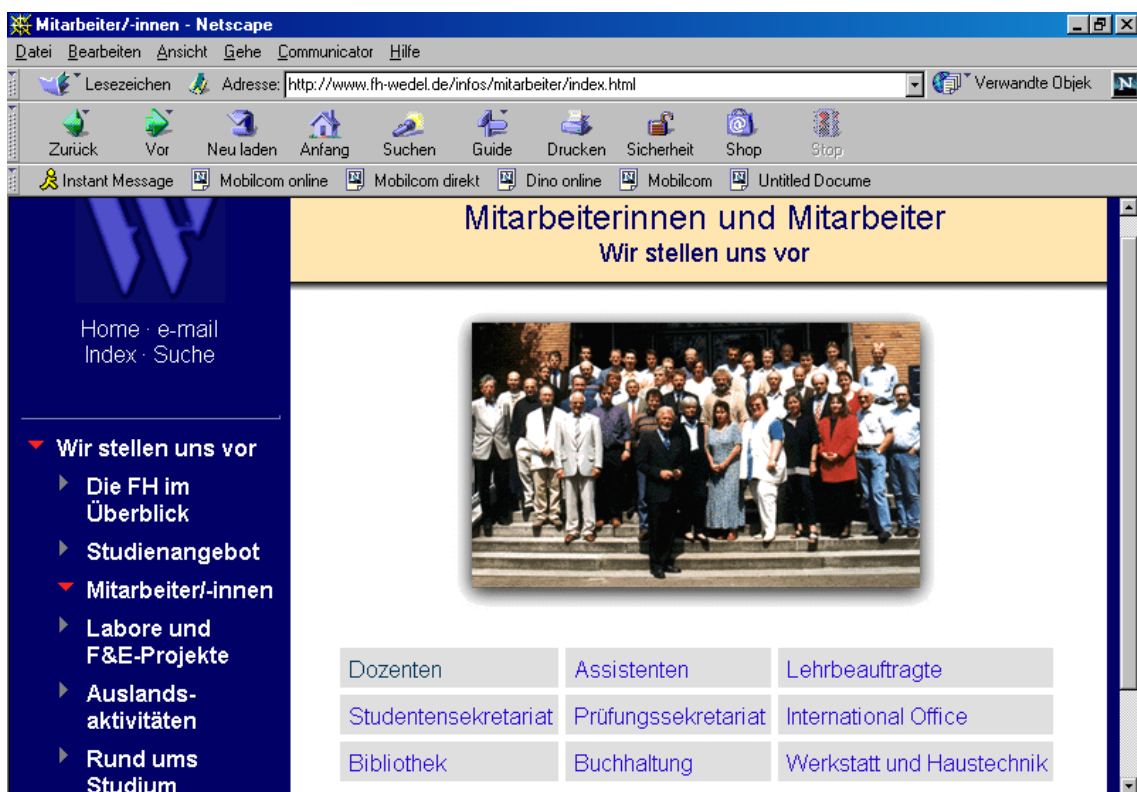 Mitarbeiter/-innen - Netscape
Datei Bearbeiten Ansicht Gehe Communicator Hilfe
Lesezeichen Adresse: http://www.fh-wedel.de/infos/mitarbeiter/index.html Verwandte Objek N
Zurück Vor Neu laden Anfang Suchen Guide Drucken Sicherheit Shop Stop
Instant Message Mobilcom online Mobilcom direkt Dino online Mobilcom Untitled Docume
Mitarbeiterinnen und Mitarbeiter
Wir stellen uns vor
Home · e-mail
Index · Suche
Wir stellen uns vor
Die FH im
Überblick
Studienangebot
Mitarbeiter/-innen
Labore und
F&E-Projekte
Auslands-
aktivitäten
Rund ums
Studium
Dozenten Assistenten Lehrbeauftragte
Studentensekretariat Prüfungssekretariat International Office
Bibliothek Buchhaltung Werkstatt und Haustechnik